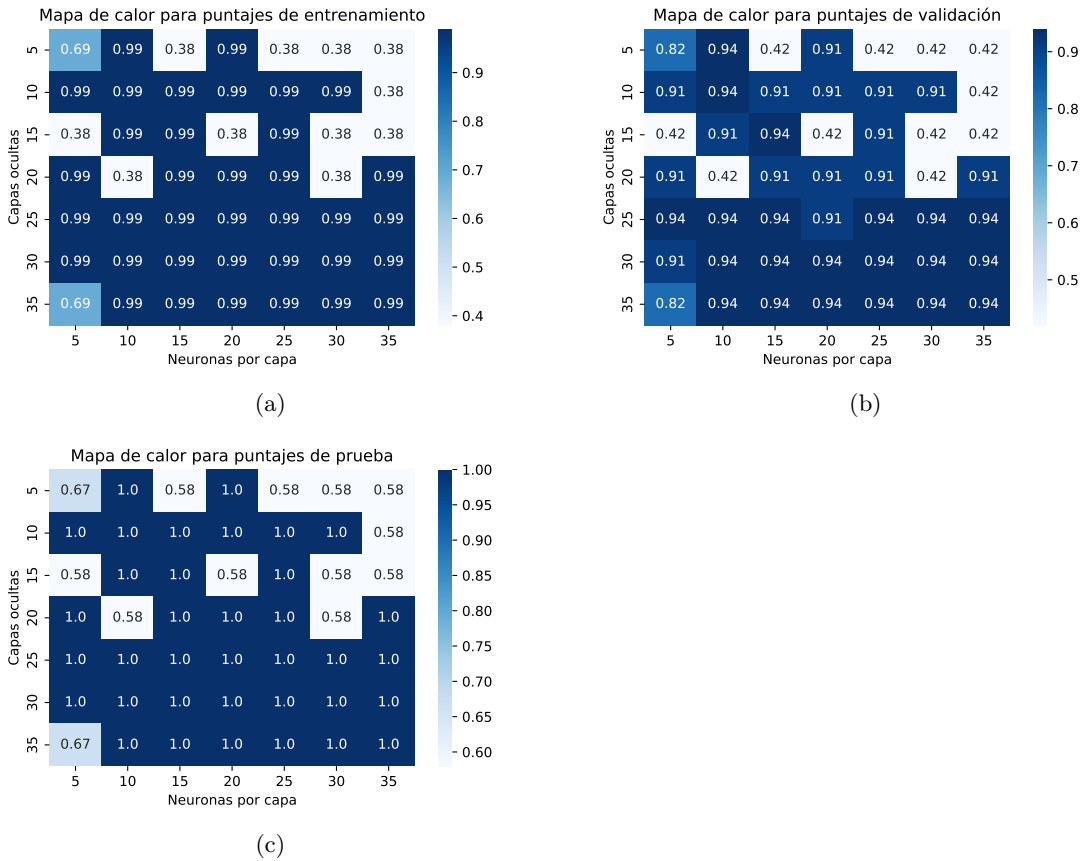 Mapa de calor para puntajes de entrenamiento
5 0.69 0.99 0.38 0.99 0.38 0.38 0.38
10 0.99 0.99 0.99 0.99 0.99 0.99 0.38
15 0.38 0.99 0.99 0.38 0.99 0.38 0.38
20 0.99 0.38 0.99 0.99 0.99 0.38 0.99
25 0.99 0.99 0.99 0.99 0.99 0.99 0.99
30 0.99 0.99 0.99 0.99 0.99 0.99 0.99
35 0.69 0.99 0.99 0.99 0.99 0.99 0.99
5 10 15 20 25 30 35
Capas ocultas
Neuronas por capa
0.9
0.8
0.7
0.6
0.5
0.4
(a)
Mapa de calor para puntajes de validación
5 0.82 0.94 0.42 0.91 0.42 0.42 0.42
10 0.91 0.94 0.91 0.91 0.91 0.91 0.42
15 0.42 0.91 0.94 0.42 0.91 0.42 0.42
20 0.91 0.42 0.91 0.91 0.91 0.42 0.91
25 0.94 0.94 0.94 0.91 0.94 0.94 0.94
30 0.91 0.94 0.94 0.94 0.94 0.94 0.94
35 0.82 0.94 0.94 0.94 0.94 0.94 0.94
5 10 15 20 25 30 35
Capas ocultas
Neuronas por capa
0.9
0.8
0.7
0.6
0.5
(b)
Mapa de calor para puntajes de prueba
5 0.67 1.0 0.58 1.0 0.58 0.58 0.58
10 1.0 1.0 1.0 1.0 1.0 1.0 0.58
15 0.58 1.0 1.0 0.58 1.0 0.58 0.58
20 1.0 0.58 1.0 1.0 1.0 0.58 1.0
25 1.0 1.0 1.0 1.0 1.0 1.0 1.0
30 1.0 1.0 1.0 1.0 1.0 1.0 1.0
35 0.67 1.0 1.0 1.0 1.0 1.0 1.0
5 10 15 20 25 30 35
Capas ocultas
Neuronas por capa
1.00
0.95
0.90
0.85
0.80
0.75
0.70
0.65
0.60
(c)